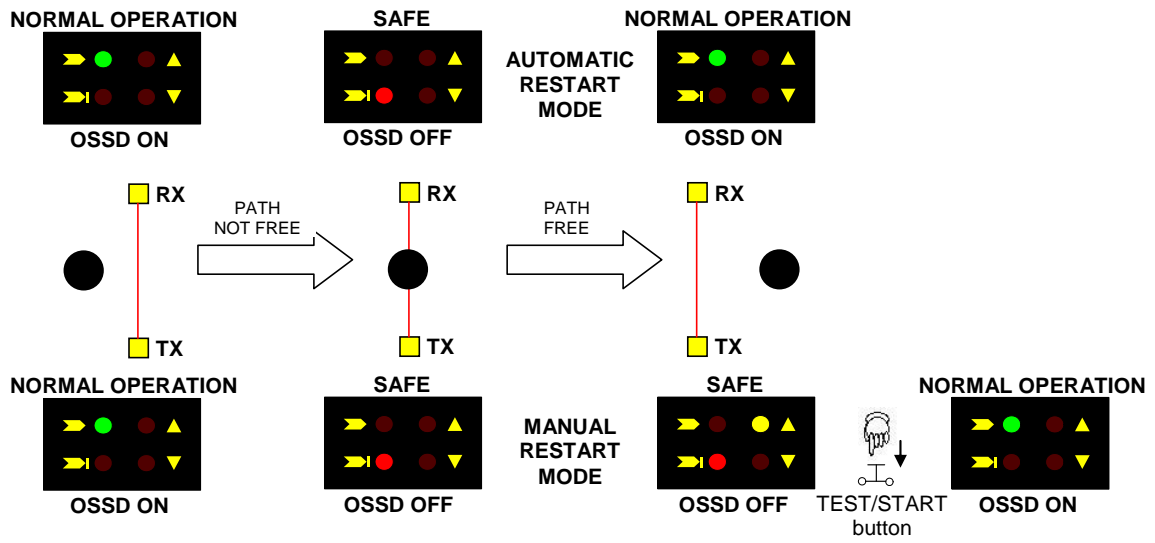 NORMAL OPERATION
SAFE
NORMAL OPERATION
AUTOMATIC
RESTART
MODE
OSSD ON
OSSD OFF
OSSD ON
RX
RX
RX
PATH
NOT FREE
PATH
FREE
TX
TX
TX
NORMAL OPERATION
SAFE
SAFE
NORMAL OPERATION
MANUAL
RESTART
MODE
OSSD ON
OSSD OFF
OSSD OFF
TEST/START
button
OSSD ON